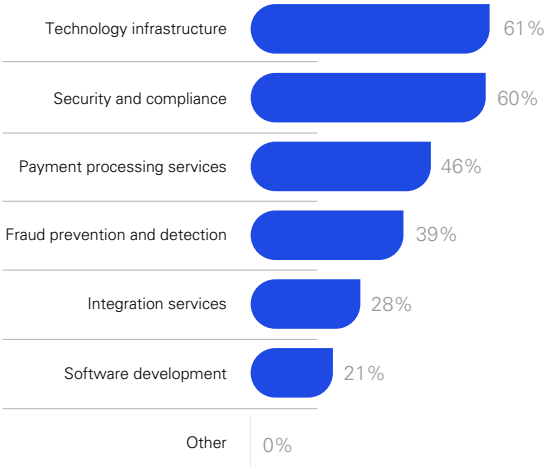 Technology infrastructure 61%
Security and compliance 60%
Payment processing services 46%
Fraud prevention and detection 39%
Integration services 28%
Software development 21%
Other 0%